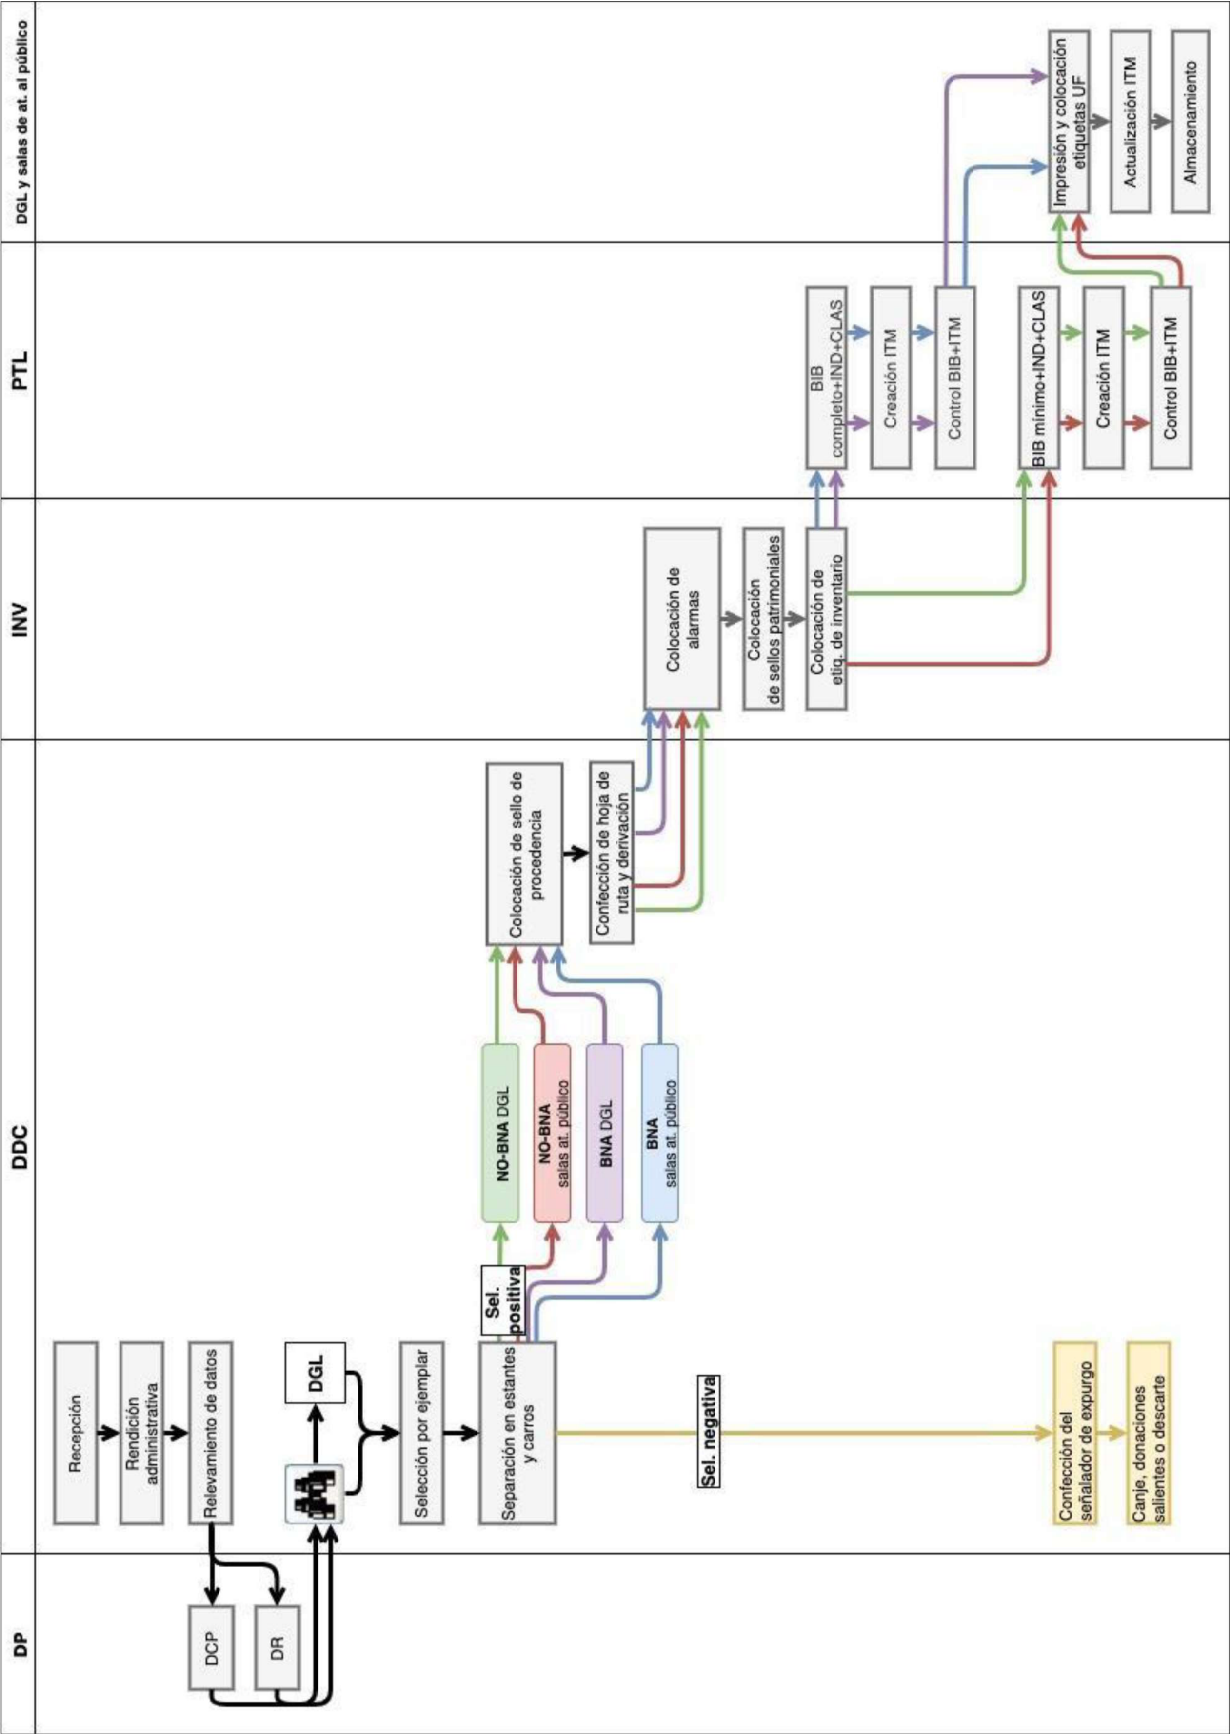 DP
DDC
INV
PTL
DGL y salas de at. al público
Recepción
Rendición
administrativa
Relevamiento de datos
DCP
DR
DGL
Selección por ejemplar
Separación en estantes
y carros
Sel.
positiva
Sel. negativa
NO-BNA DGL
NO-BNA
salas at. público
BNA DGL
BNA
salas at. público
Colocación de sello de
procedencia
Confección de hoja de
ruta y derivación
Colocación de
alarmas
Colocación
de sellos patrimoniales
Colocación de
etiq. de inventario
BIB
completo+IND+CLAS
Creación ITM
Control BIB+ITM
BIB mínimo+IND+CLAS
Creación ITM
Control BIB+ITM
Impresión y colocación
etiquetas UF
Actualización ITM
Almacenamiento
Confección del
señalador de expurgo
Canje, donaciones
salientes o descarte